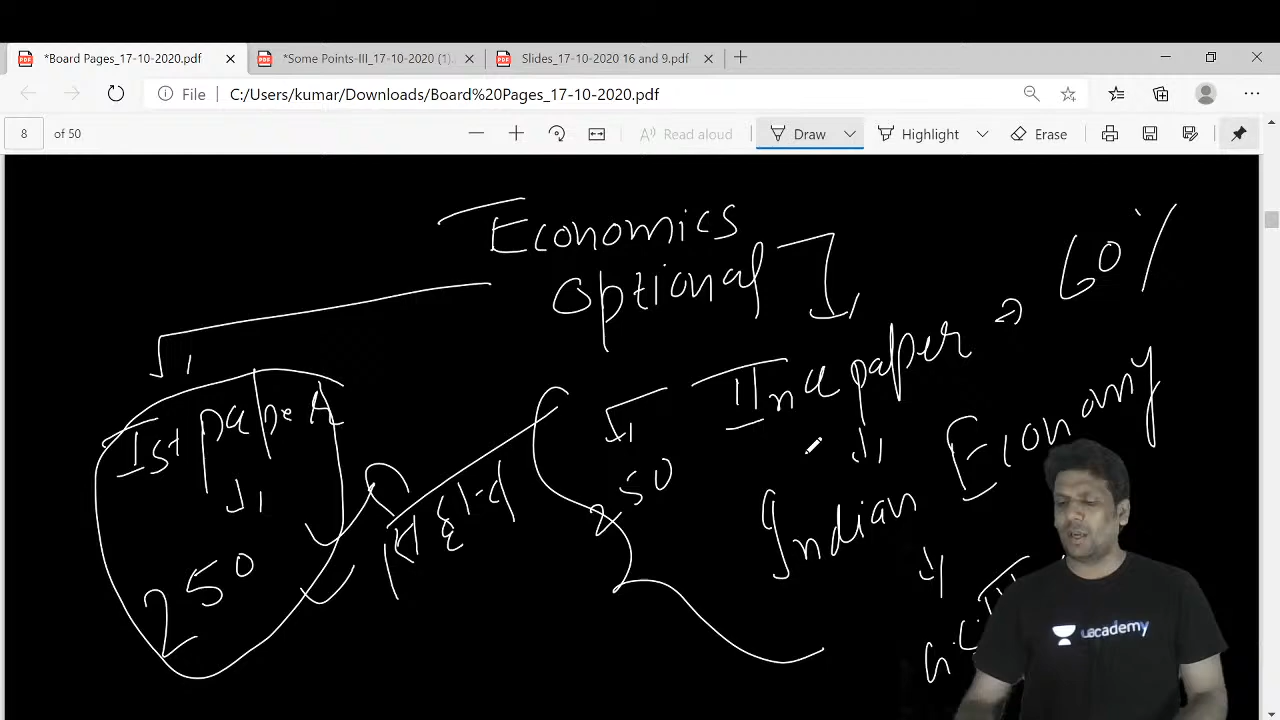 *Board Pages_17-10-2020.pdf
*Some Points-III_17-10-2020 (1).
Slides_17-10-2020 16 and 9.pdf
File
C:/Users/kumar/Downloads/Board%20Pages_17-10-2020.pdf
8 of 50
Read aloud
Draw
Highlight
Erase
Economics
Optional
60%
Ist paper
250
IInd paper
250
Indian Economy
unacademy